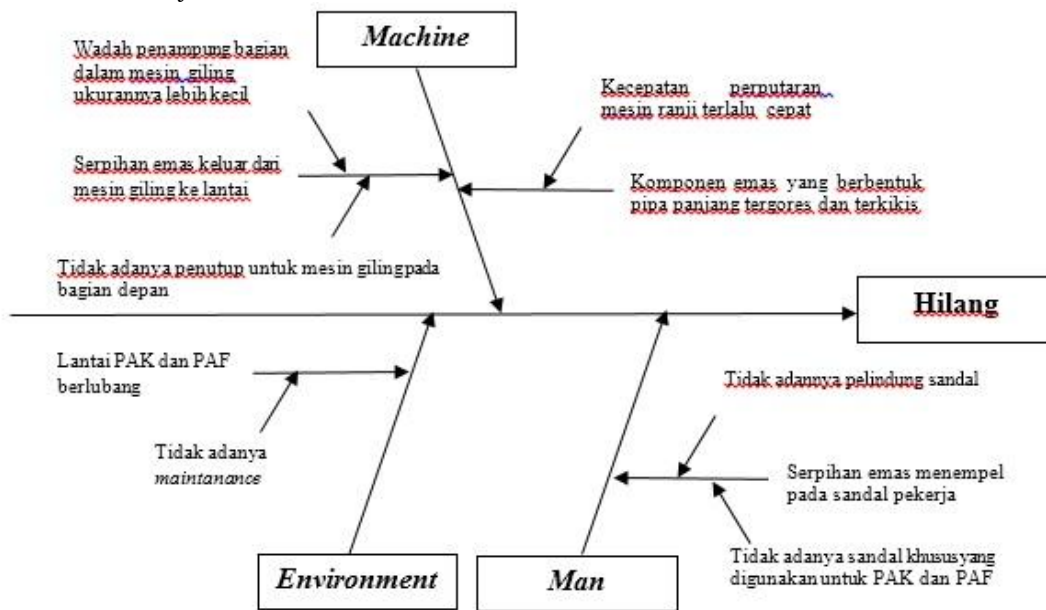 Machine
Wadah penampung bagian
dalam mesin giling
ukurannya lebih kecil
Kecepatan perputaran
mesin ranji terlalu cepat
Serpihan emas keluar dari
mesin giling ke lantai
Komponen emas yang berbentuk
pipa panjang tergores dan terkikis
Tidak adanya penutup untuk mesin gilingpada
bagian depan
Hilang
Lantai PAK dan PAF
berlubang
Tidak adannya pelindung sandal
Tidak adanya
maintanance
Serpihan emas menempel
pada sandal pekerja
Tidak adanya sandal khususyang
digunakan untuk PAK dan PAF
Environment
Man